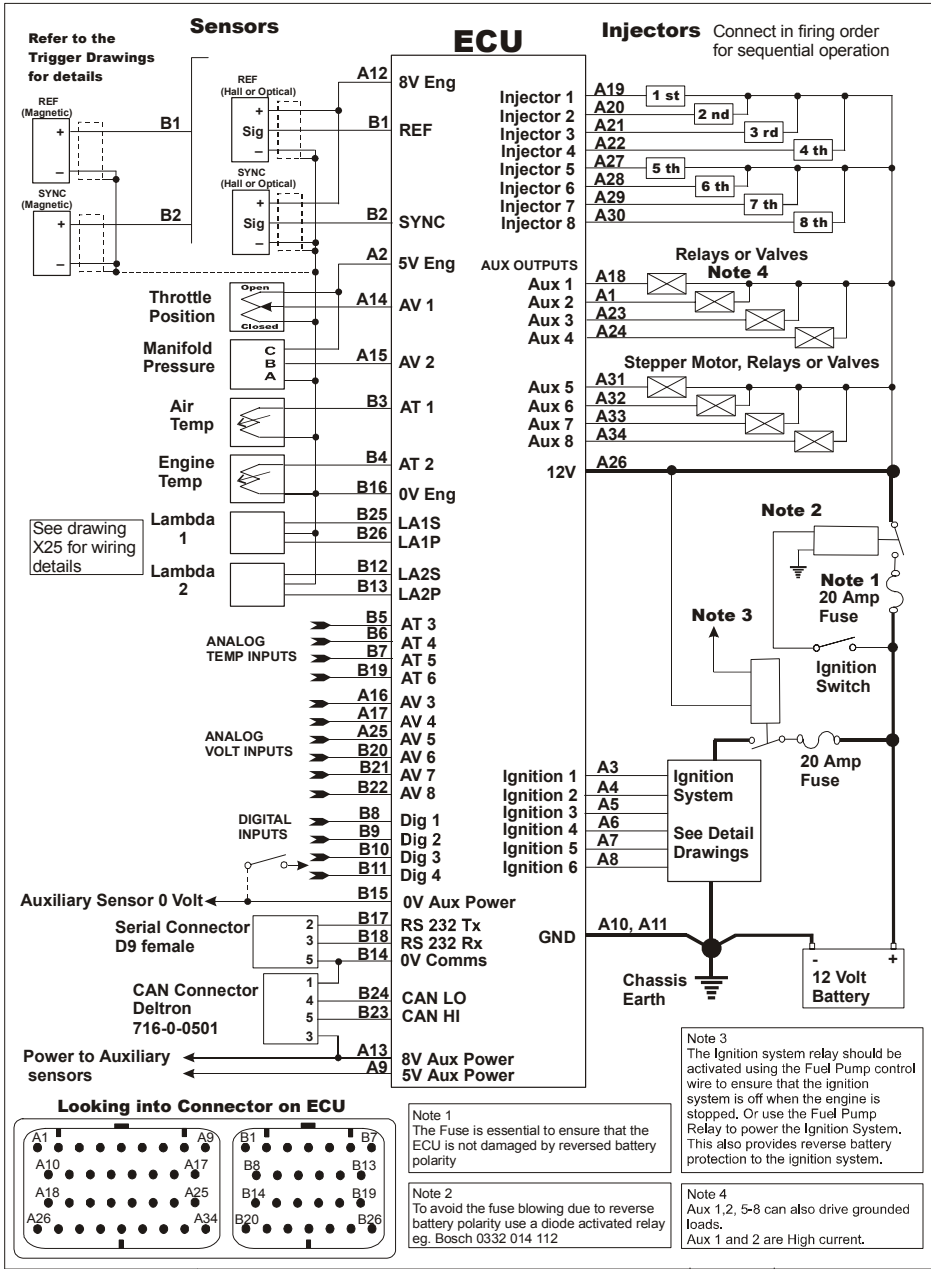 Sensors
ECU
Injectors Connect in firing order
for sequential operation
Refer to the
Trigger Drawings
for details
REF
(Magnetic)
+
−
B1
SYNC
(Magnetic)
+
−
B2
REF
(Hall or Optical)
+
Sig
−
SYNC
(Hall or Optical)
+
Sig
−
A12 8V Eng
B1 REF
B2 SYNC
A2 5V Eng
Throttle
Position
Open
Closed
A14 AV 1
Manifold
Pressure
C
B
A
A15 AV 2
Air
Temp
B3 AT 1
Engine
Temp
B4 AT 2
B16 0V Eng
See drawing
X25 for wiring
details
Lambda
1
B25 LA1S
B26 LA1P
Lambda
2
B12 LA2S
B13 LA2P
ANALOG
TEMP INPUTS
B5 AT 3
B6 AT 4
B7 AT 5
B19 AT 6
ANALOG
VOLT INPUTS
A16 AV 3
A17 AV 4
A25 AV 5
B20 AV 6
B21 AV 7
B22 AV 8
DIGITAL
INPUTS
B8 Dig 1
B9 Dig 2
B10 Dig 3
B11 Dig 4
Auxiliary Sensor 0 Volt B15 0V Aux Power
Serial Connector
D9 female
2 B17 RS 232 Tx
3 B18 RS 232 Rx
5 B14 0V Comms
CAN Connector
Deltron
716-0-0501
1
4 B24 CAN LO
5 B23 CAN HI
3
Power to Auxiliary
sensors
A13 8V Aux Power
A9 5V Aux Power
Injector 1 A19 1 st
Injector 2 A20 2 nd
Injector 3 A21 3 rd
Injector 4 A22 4 th
Injector 5 A27 5 th
Injector 6 A28 6 th
Injector 7 A29 7 th
Injector 8 A30 8 th
Relays or Valves
Note 4
AUX OUTPUTS
Aux 1 A18
Aux 2 A1
Aux 3 A23
Aux 4 A24
Stepper Motor, Relays or Valves
Aux 5 A31
Aux 6 A32
Aux 7 A33
Aux 8 A34
12V A26
Note 2
Note 1
20 Amp
Fuse
Note 3
Ignition
Switch
20 Amp
Fuse
Ignition 1 A3
Ignition 2 A4
Ignition 3 A5
Ignition 4 A6
Ignition 5 A7
Ignition 6 A8
Ignition
System
See Detail
Drawings
GND A10, A11
Chassis
Earth
- +
12 Volt
Battery
Looking into Connector on ECU
A1 A9 B1 B7
A10 A17 B8 B13
A18 A25 B14 B19
A26 A34 B20 B26
Note 1
The Fuse is essential to ensure that the
ECU is not damaged by reversed battery
polarity
Note 2
To avoid the fuse blowing due to reverse
battery polarity use a diode activated relay
eg. Bosch 0332 014 112
Note 3
The Ignition system relay should be
activated using the Fuel Pump control
wire to ensure that the ignition
system is off when the engine is
stopped. Or use the Fuel Pump
Relay to power the Ignition System.
This also provides reverse battery
protection to the ignition system.
Note 4
Aux 1,2, 5-8 can also drive grounded
loads.
Aux 1 and 2 are High current.